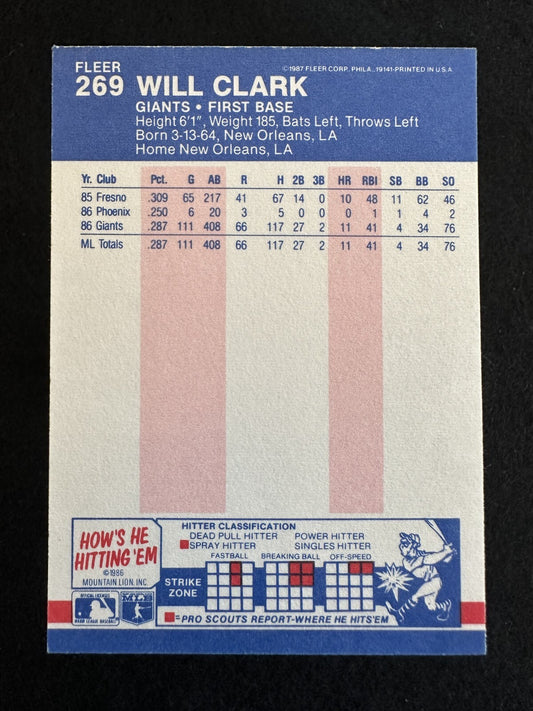 FLEER
©1987 FLEER CORP. PHILA., 19141-PRINTED IN U.S.A.
269 WILL CLARK
GIANTS • FIRST BASE
Height 6'1", Weight 185, Bats Left, Throws Left
Born 3-13-64, New Orleans, LA
Home New Orleans, LA
Yr. Club Pct. G AB R H 2B 3B HR RBI SB BB SO
85 Fresno .309 65 217 41 67 14 0 10 48 11 62 46
86 Phoenix .250 6 20 3 5 0 0 0 1 1 4 2
86 Giants .287 111 408 66 117 27 2 11 41 4 34 76
ML Totals .287 111 408 66 117 27 2 11 41 4 34 76
HOW'S HE
HITTING 'EM
©1986
MOUNTAIN LION, INC.
HITTER CLASSIFICATION
DEAD PULL HITTER POWER HITTER
SPRAY HITTER SINGLES HITTER
FASTBALL BREAKING BALL OFF-SPEED
STRIKE
ZONE
=PRO SCOUTS REPORT-WHERE HE HITS'EM